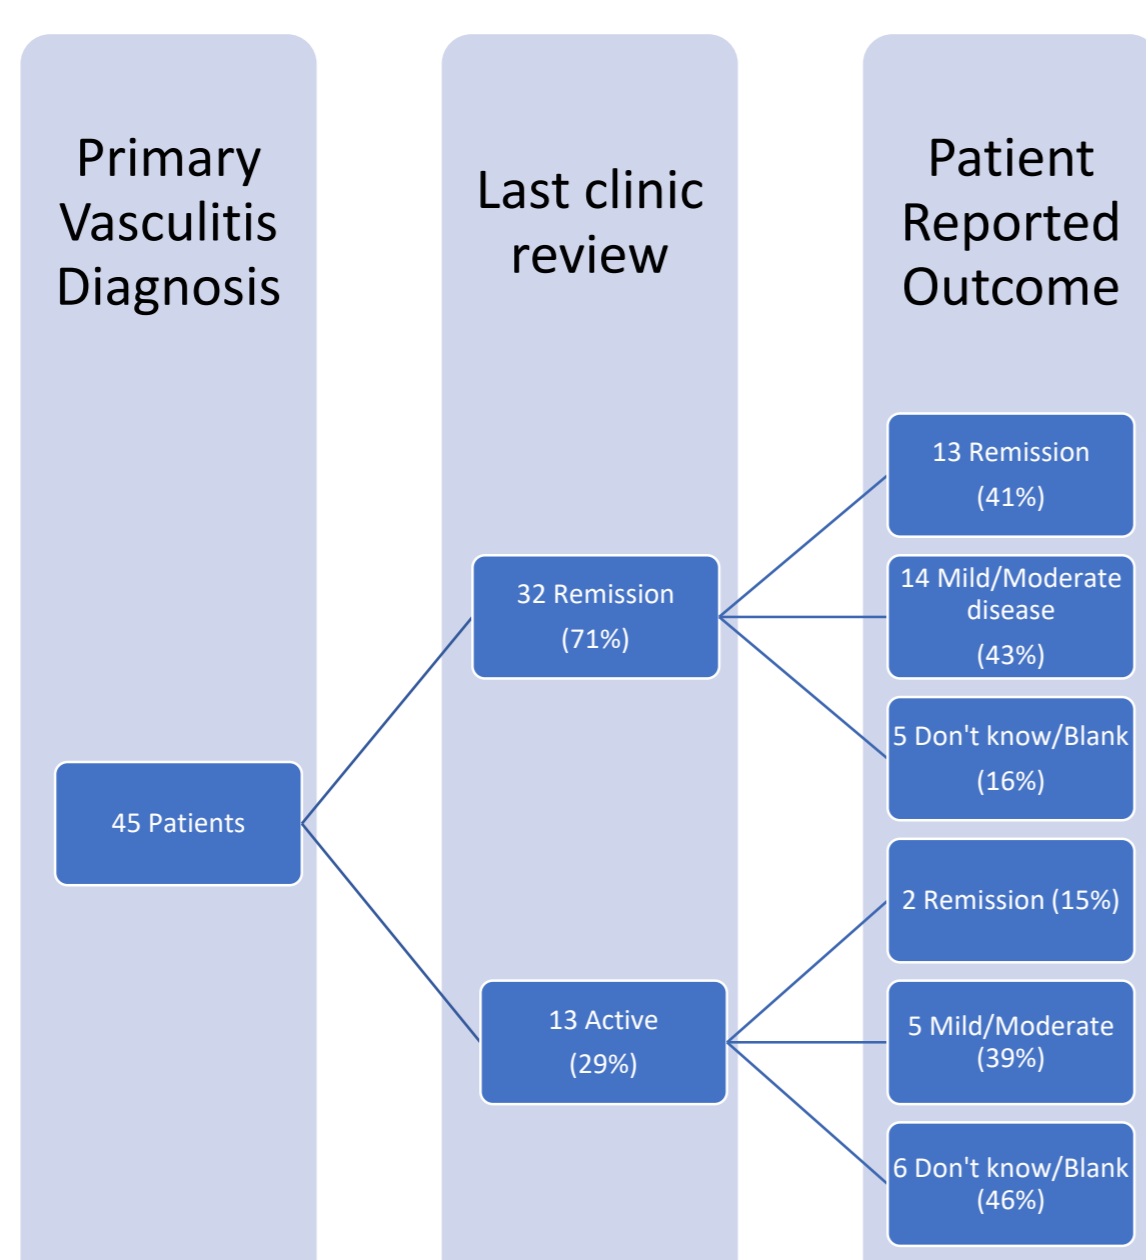 Primary
Vasculitis
Diagnosis
Last clinic
review
Patient
Reported
Outcome
45 Patients
32 Remission
(71%)
13 Active
(29%)
13 Remission
(41%)
14 Mild/Moderate
disease
(43%)
5 Don't know/Blank
(16%)
2 Remission (15%)
5 Mild/Moderate
(39%)
6 Don't know/Blank
(46%)